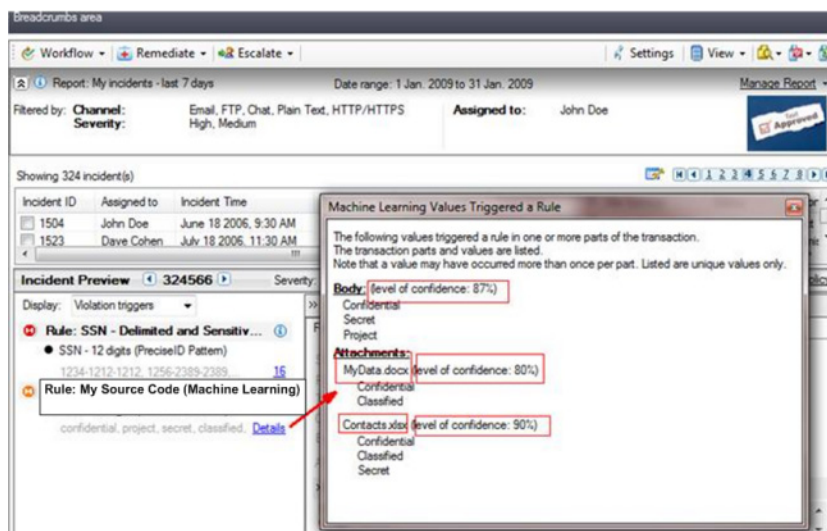 Breadcrumbs area
Workflow Remediate Escalate Settings View
Report: My incidents - last 7 days Date range: 1 Jan. 2009 to 31 Jan. 2009 Manage Report
Filtered by: Channel: Email, FTP, Chat, Plain Text, HTTP/HTTPS Assigned to: John Doe
Severity: High, Medium
Approved
Showing 324 incident(s) 1 2 3 4 5 6 7 8
Incident ID Assigned to Incident Time
1504 John Doe June 18 2006, 9:30 AM
1523 Dave Cohen July 18 2006, 11:30 AM
Incident Preview 324566 Severity
Display: Violation triggers
Rule: SSN - Delimited and Sensitiv...
SSN - 12 digits (PreciseID Pattern)
1234-1212-1212, 1256-2389-2389... 16
Rule: My Source Code (Machine Learning)
confidential, project, secret, classified, Details
Machine Learning Values Triggered a Rule
The following values triggered a rule in one or more parts of the transaction.
The transaction parts and values are listed.
Note that a value may have occurred more than once per part. Listed are unique values only.
Body: (level of confidence: 87%)
Confidential
Secret
Project
Attachments:
MyData.docx (level of confidence: 80%)
Confidential
Classified
Contacts.xlsx (level of confidence: 90%)
Confidential
Classified
Secret